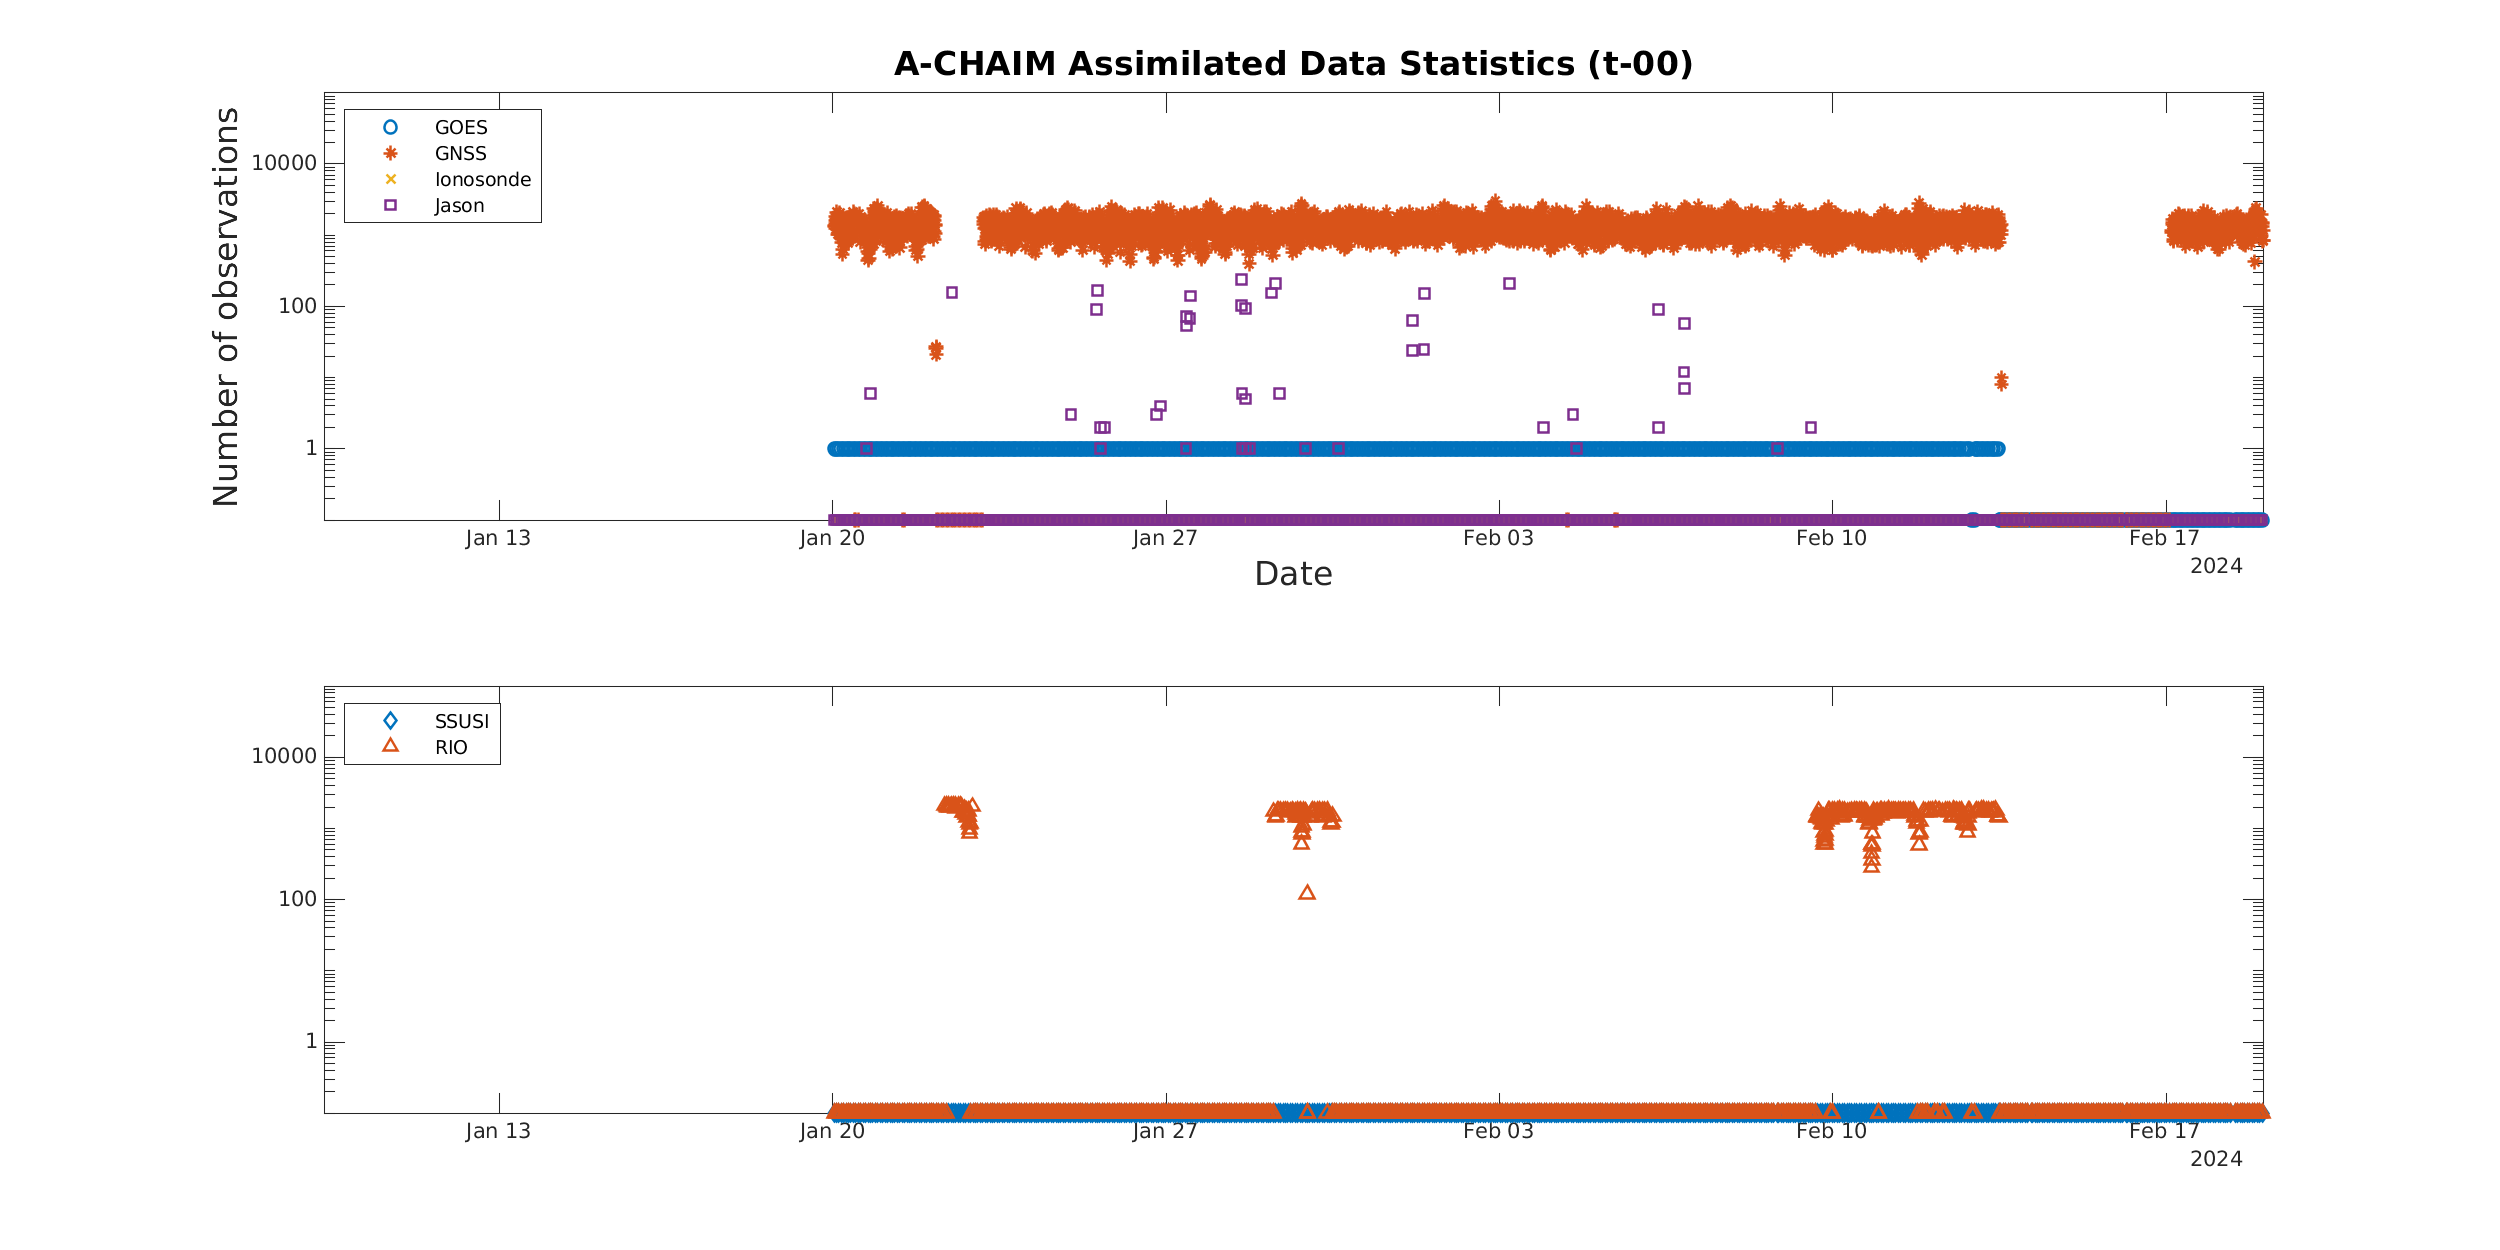 A-CHAIM Assimilated Data Statistics (t-00)
Number of observations
10000
100
1
GOES
GNSS
Ionosonde
Jason
Jan 13 Jan 20 Jan 27 Feb 03 Feb 10 Feb 17
2024
Date
10000
100
1
SSUSI
RIO
Jan 13 Jan 20 Jan 27 Feb 03 Feb 10 Feb 17
2024